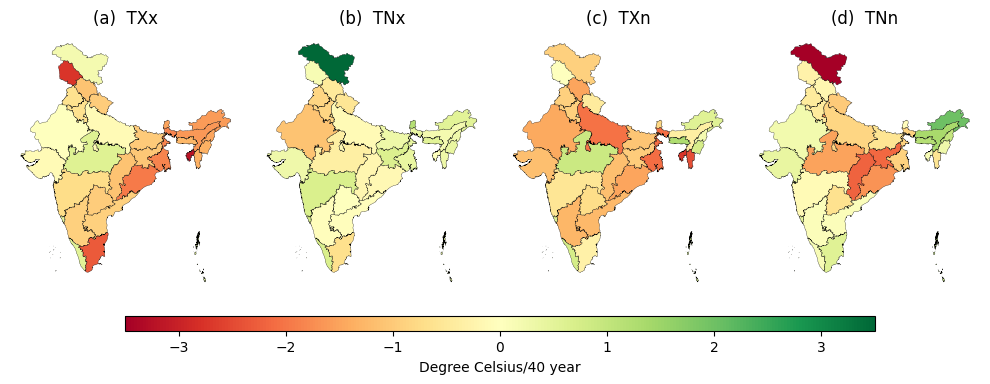 (a)  TXx
(b)  TNx
(c)  TXn
(d)  TNn
−3 −2 −1 0 1 2 3
Degree Celsius/40 year